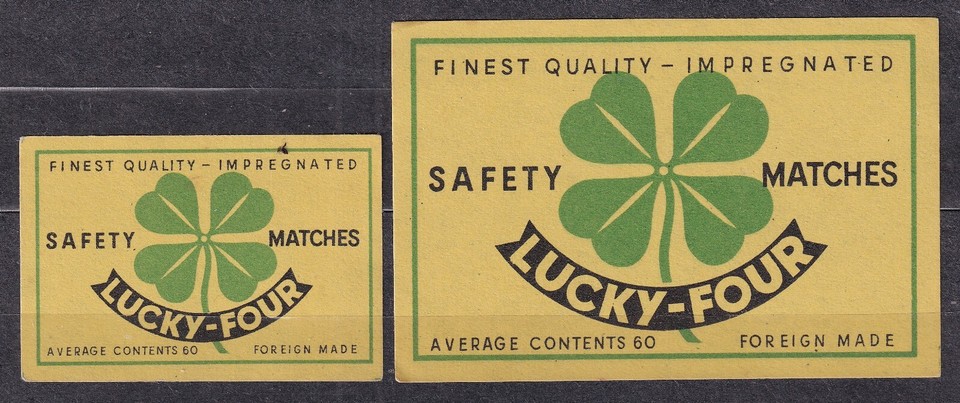 FINEST QUALITY – IMPREGNATED
SAFETY MATCHES
LUCKY-FOUR
AVERAGE CONTENTS 60 FOREIGN MADE
FINEST QUALITY – IMPREGNATED
SAFETY MATCHES
LUCKY-FOUR
AVERAGE CONTENTS 60 FOREIGN MADE